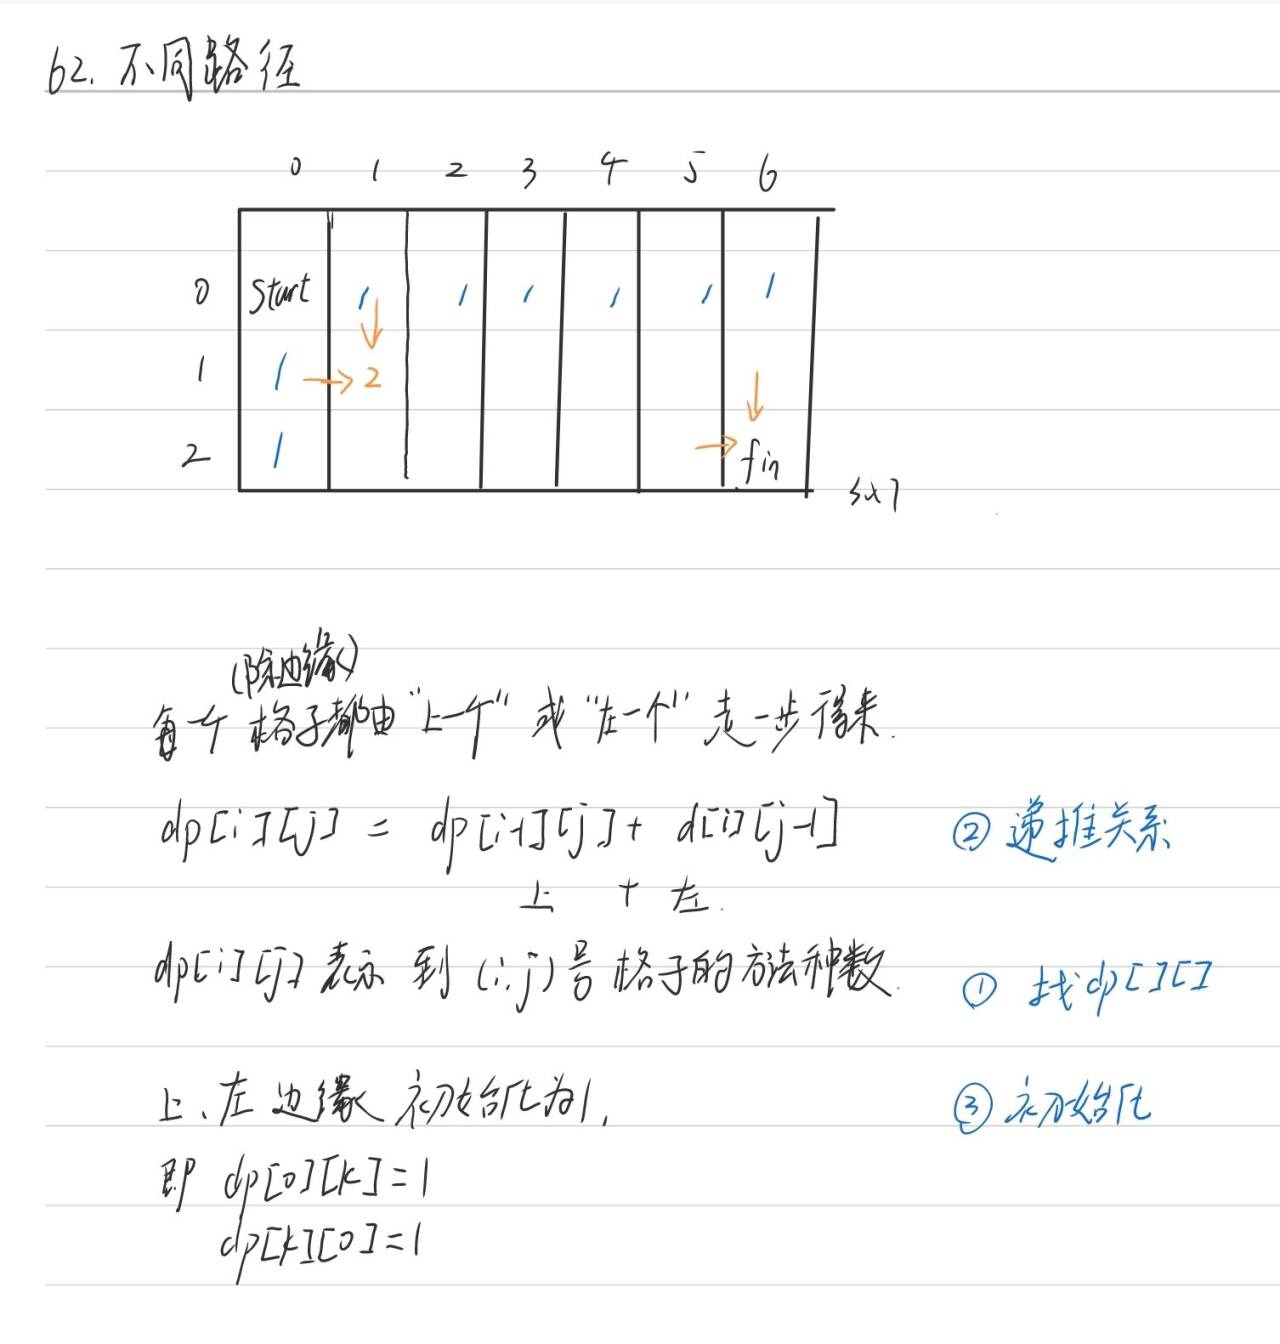 62. 不同路径
0 1 2 3 4 5 6
0 Start 1 1 1 1 1 1
1 1 → 2
2 1 fin
3x7
(除边缘)
每个格子都由“上一个”或“左一个”走一步得来.
dp[i][j] = dp[i-1][j] + d[i][j-1] ② 递推关系
上 + 左.
dp[i][j] 表示 到 (i,j) 号 格子的方法种数. ① 找dp[][]
上、左 边缘 初始化为1, ③ 初始化
即 dp[0][k]=1
dp[k][0]=1